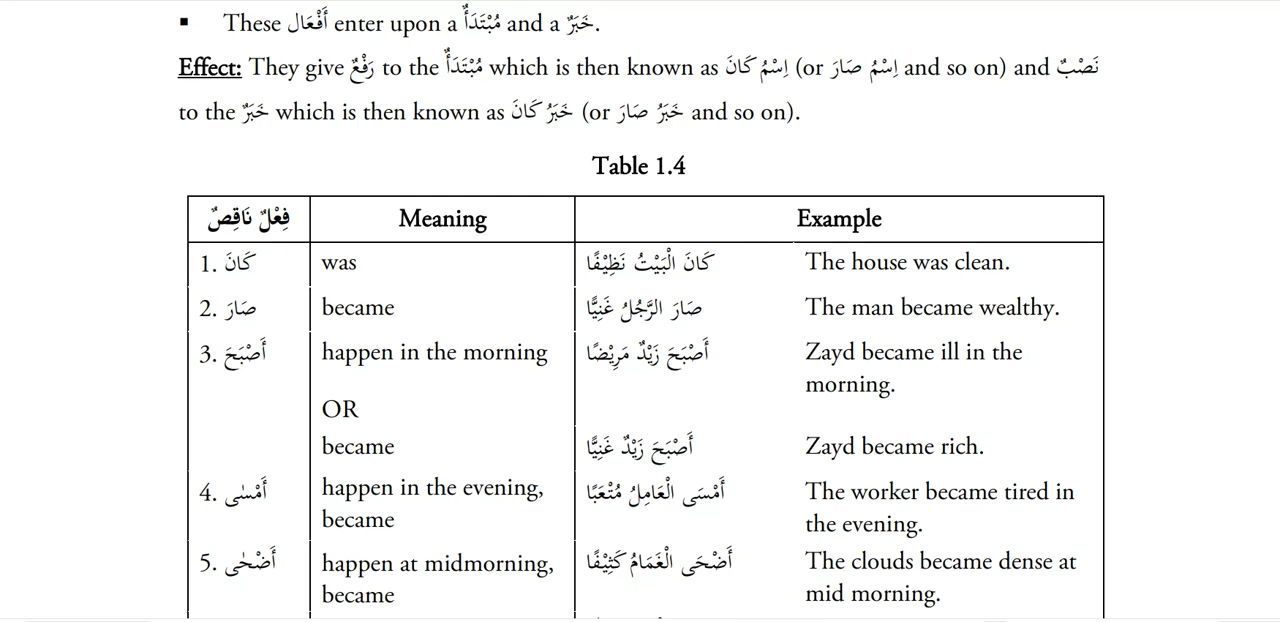 ▪ These أَفْعَال enter upon a مُبْتَدَأٌ and a خَبَرٌ.
Effect: They give رَفْعٌ to the مُبْتَدَأٌ which is then known as اِسْمُ كَانَ (or اِسْمُ صَارَ and so on) and نَصْبٌ
to the خَبَرٌ which is then known as خَبَرُ كَانَ (or خَبَرُ صَارَ and so on).
Table 1.4
فِعْلٌ نَاقِصٌ Meaning Example
1. كَانَ was كَانَ الْبَيْتُ نَظِيْفًا The house was clean.
2. صَارَ became صَارَ الرَّجُلُ غَنِيًّا The man became wealthy.
3. أَصْبَحَ happen in the morning أَصْبَحَ زَيْدٌ مَرِيْضًا Zayd became ill in the
morning.
OR
became أَصْبَحَ زَيْدٌ غَنِيًّا Zayd became rich.
4. أَمْسٰى happen in the evening, أَمْسَى الْعَامِلُ مُتْعَبًا The worker became tired in
became the evening.
5. أَضْحٰى happen at midmorning, أَضْحَى الْغَمَامُ كَثِيْفًا The clouds became dense at
became mid morning.